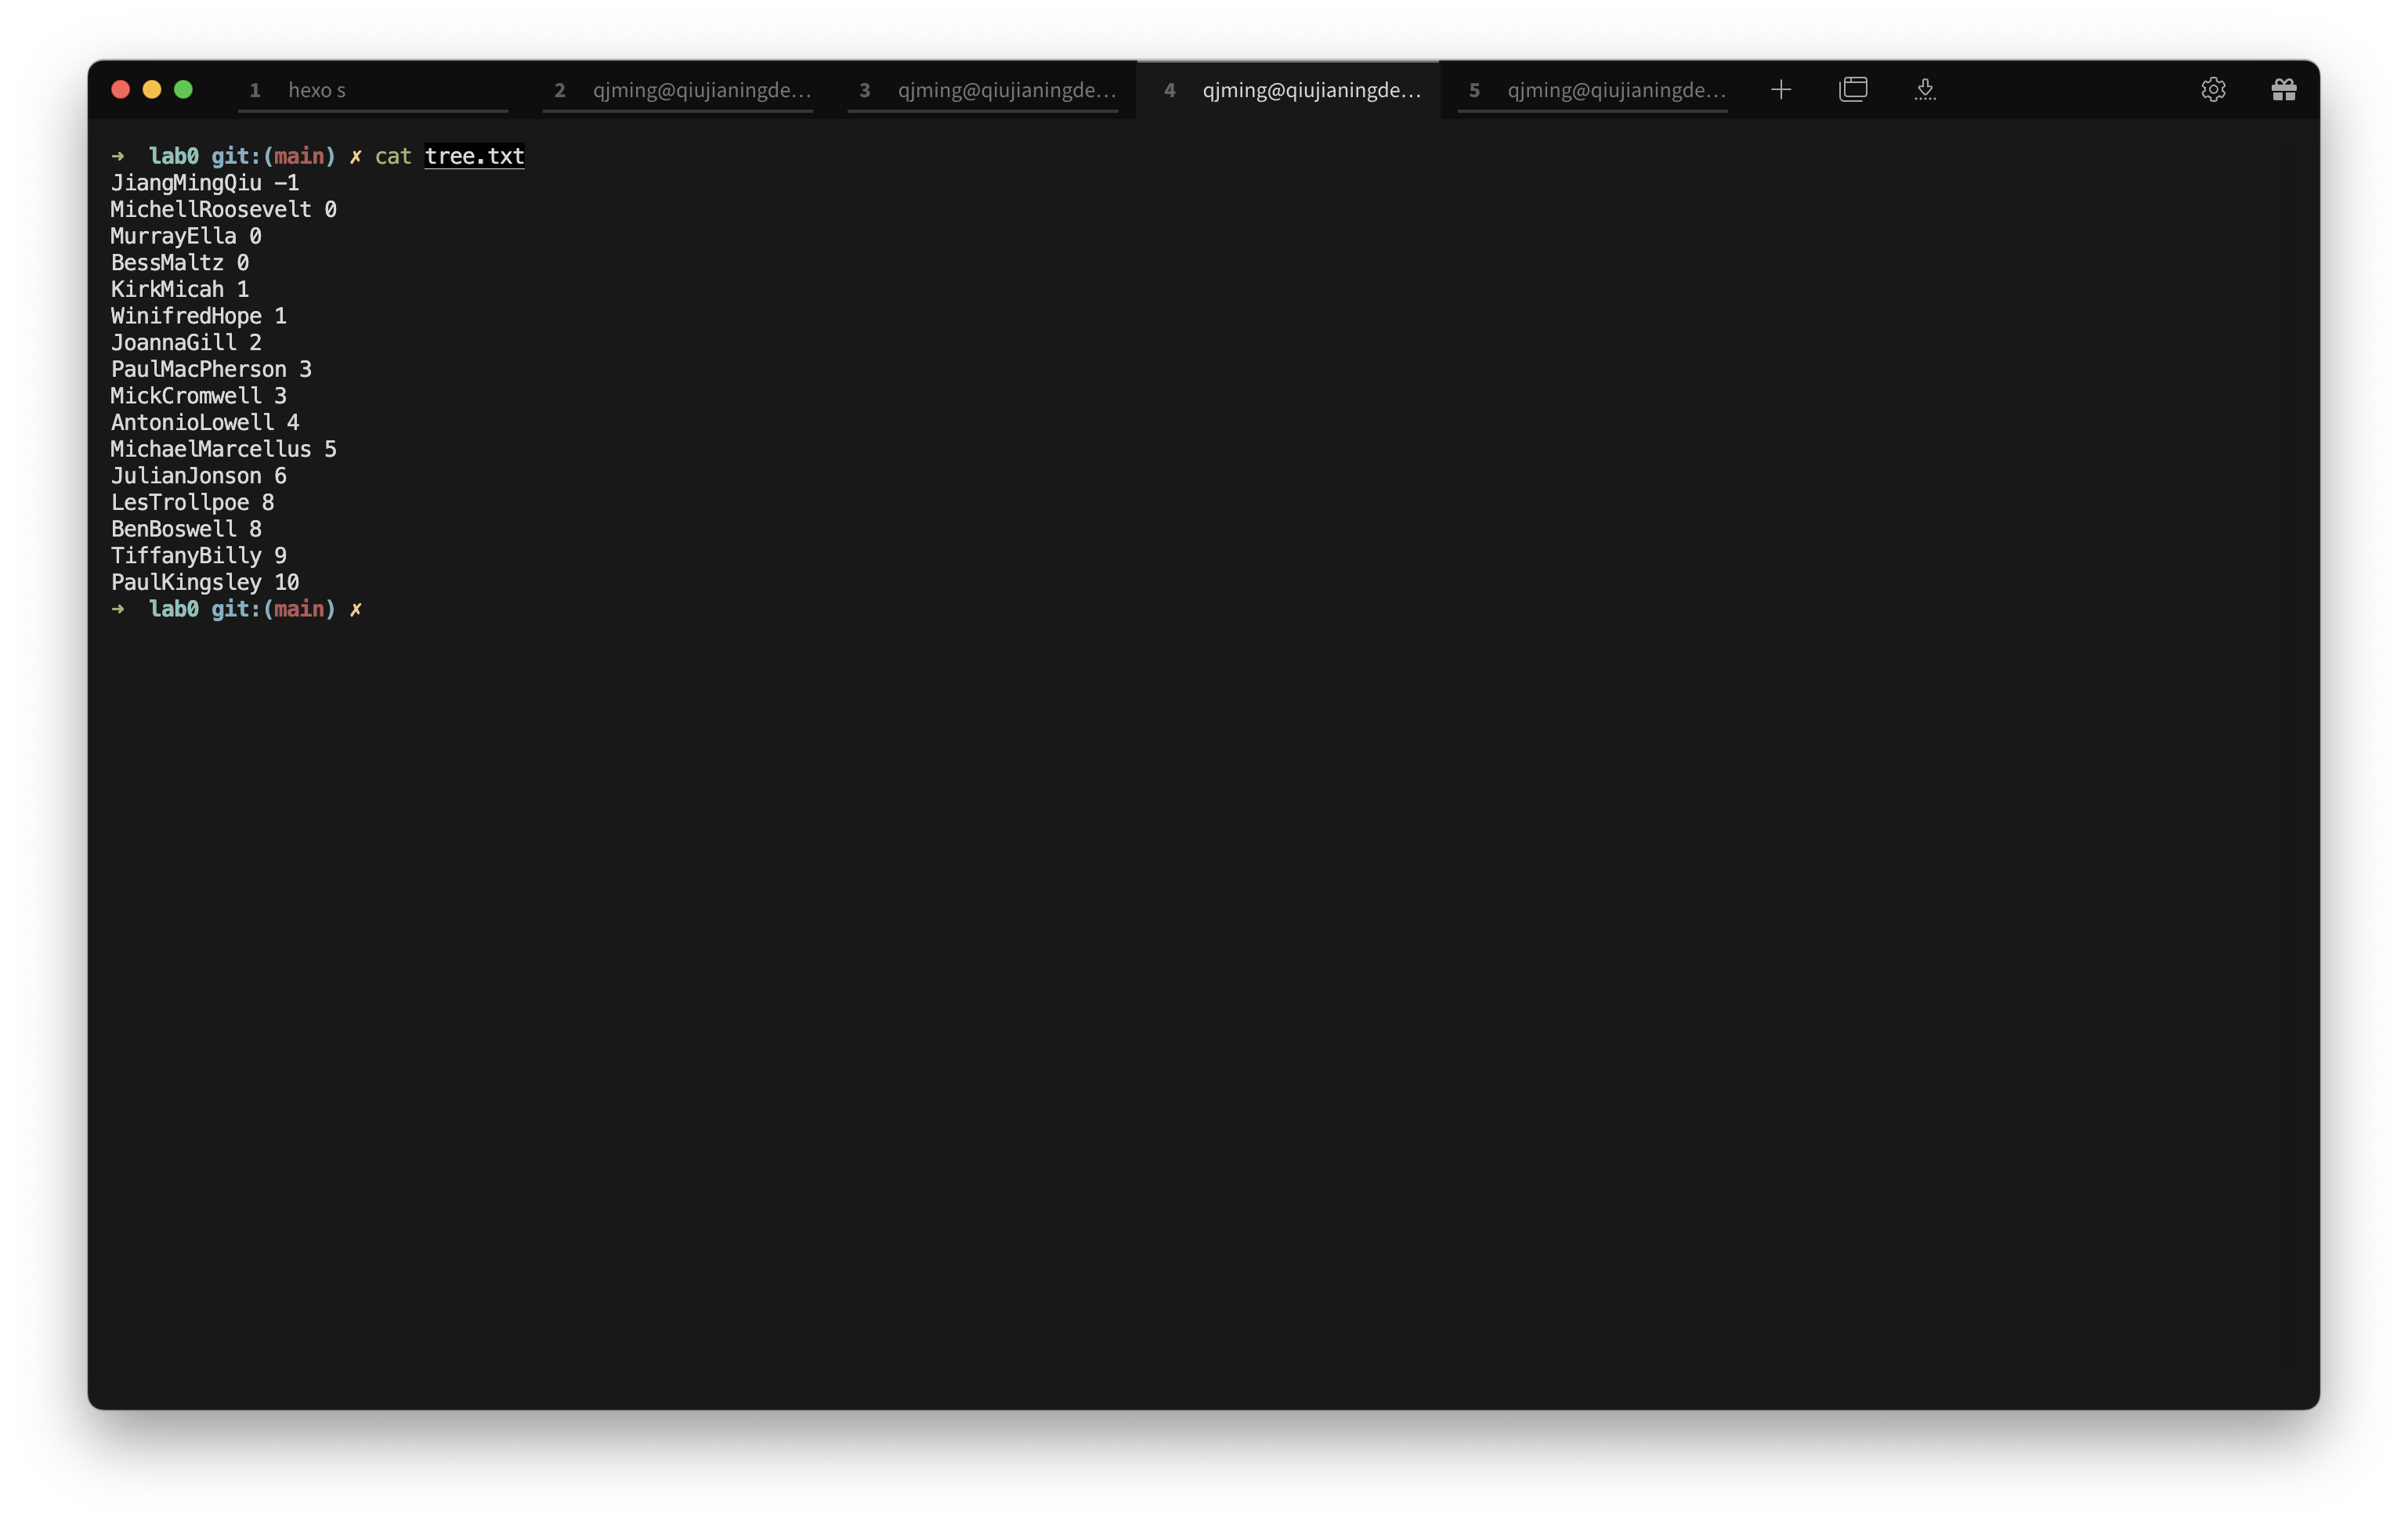 1 hexo s 2 qjming@qiujianingde... 3 qjming@qiujianingde... 4 qjming@qiujianingde... 5 qjming@qiujianingde...
➜ lab0 git:(main) ✗ cat tree.txt
JiangMingQiu -1
MichellRoosevelt 0
MurrayElla 0
BessMaltz 0
KirkMicah 1
WinifredHope 1
JoannaGill 2
PaulMacPherson 3
MickCromwell 3
AntonioLowell 4
MichaelMarcellus 5
JulianJonson 6
LesTrollpoe 8
BenBoswell 8
TiffanyBilly 9
PaulKingsley 10
➜ lab0 git:(main) ✗